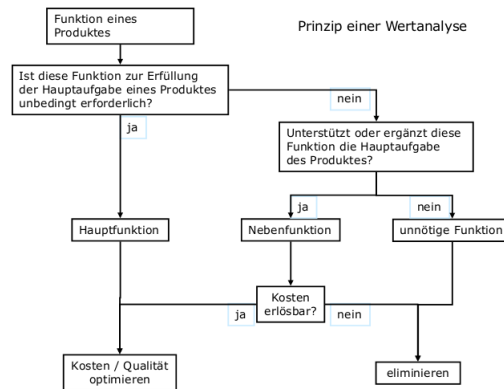 Funktion eines
Produktes
Prinzip einer Wertanalyse
Ist diese Funktion zur Erfüllung
der Hauptaufgabe eines Produktes
unbedingt erforderlich?
nein
ja
Unterstützt oder ergänzt diese
Funktion die Hauptaufgabe
des Produktes?
ja
nein
Hauptfunktion
Nebenfunktion
unnötige Funktion
Kosten
erlösbar?
ja
nein
Kosten / Qualität
optimieren
eliminieren